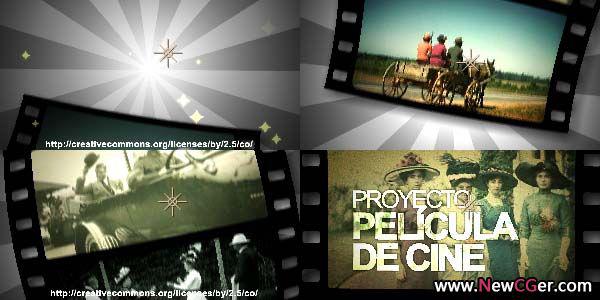 http://creativecommons.org/licenses/by/2.5/co/
http://creativecommons.org/licenses/by/2.5/co/
PROYECTO
PELÍCULA
DE CINE
www.NewCGer.com